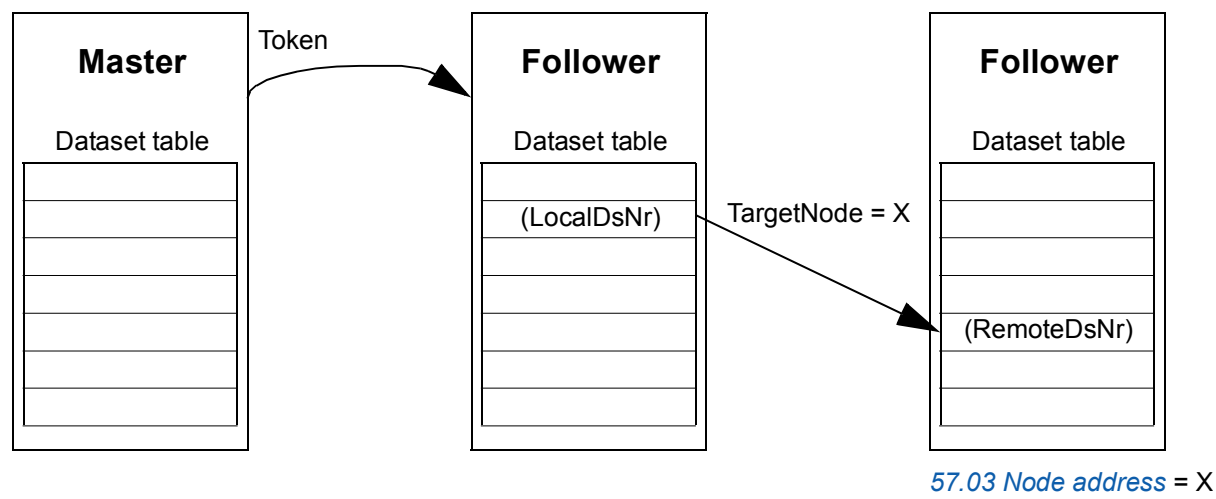 Master
Token
Follower
Follower
Dataset table
Dataset table
Dataset table
(LocalDsNr)
TargetNode = X
(RemoteDsNr)
57.03 Node address = X